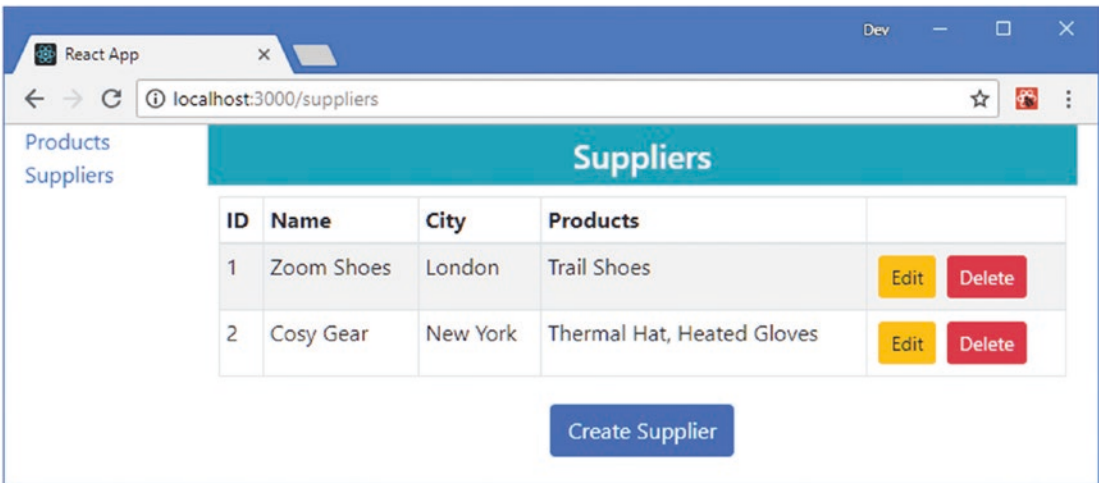 Dev
React App
localhost:3000/suppliers
Products
Suppliers
Suppliers
ID Name City Products
1 Zoom Shoes London Trail Shoes Edit Delete
2 Cosy Gear New York Thermal Hat, Heated Gloves Edit Delete
Create Supplier